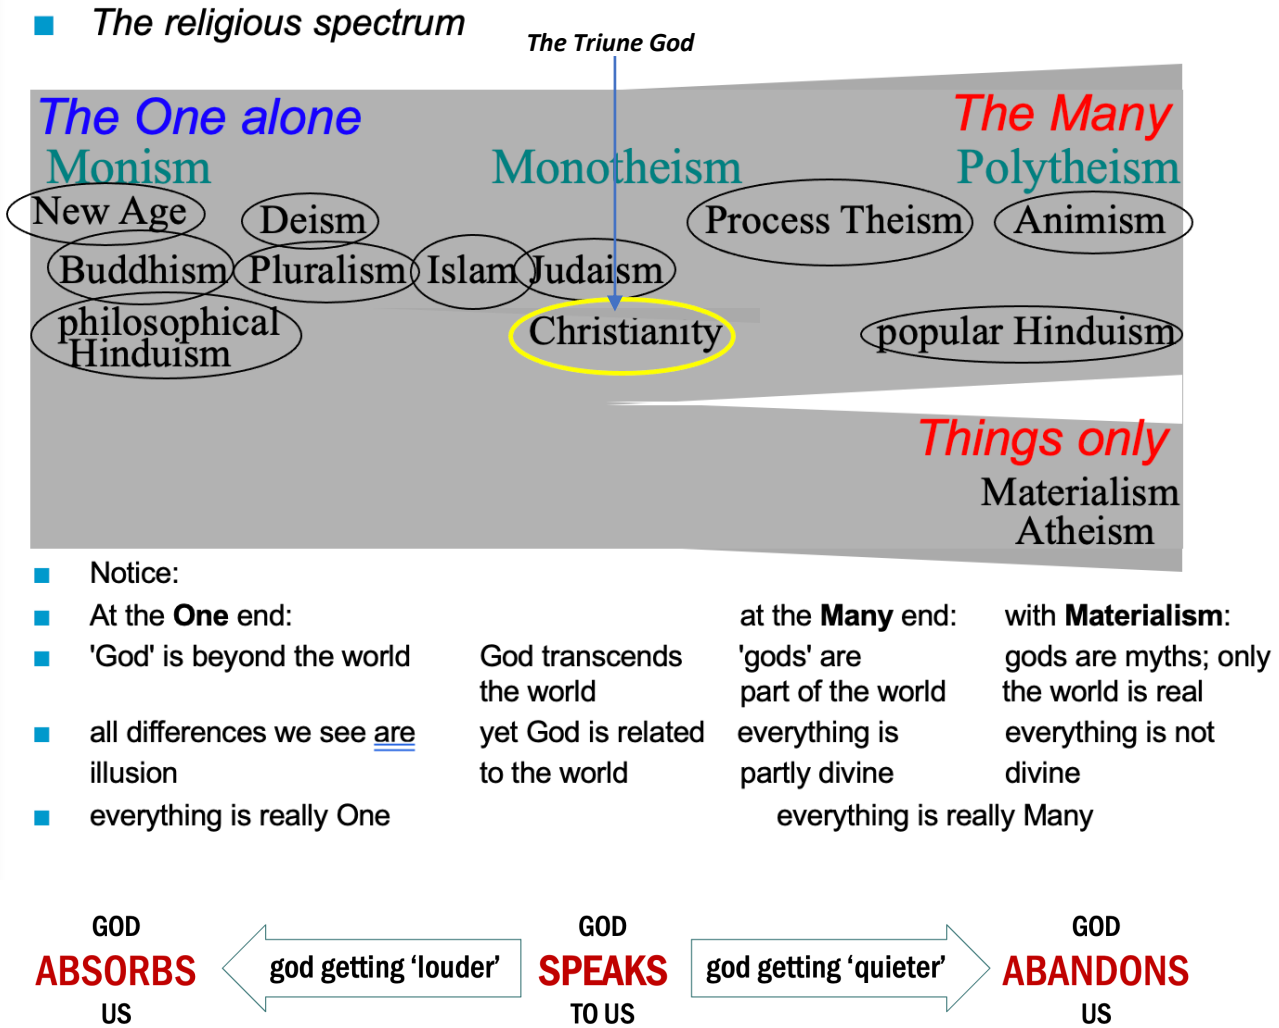 The religious spectrum
The Triune God
The One alone
The Many
Monism
Monotheism
Polytheism
New Age
Deism
Process Theism
Animism
Buddhism
Pluralism
Islam
Judaism
philosophical
Hinduism
Christianity
popular Hinduism
Things only
Materialism
Atheism
Notice:
At the One end:
at the Many end:
with Materialism:
'God' is beyond the world
God transcends
the world
'gods' are
part of the world
gods are myths; only
the world is real
all differences we see are
illusion
yet God is related
to the world
everything is
partly divine
everything is not
divine
everything is really One
everything is really Many
GOD
ABSORBS
US
god getting ‘louder’
GOD
SPEAKS
TO US
god getting ‘quieter’
GOD
ABANDONS
US